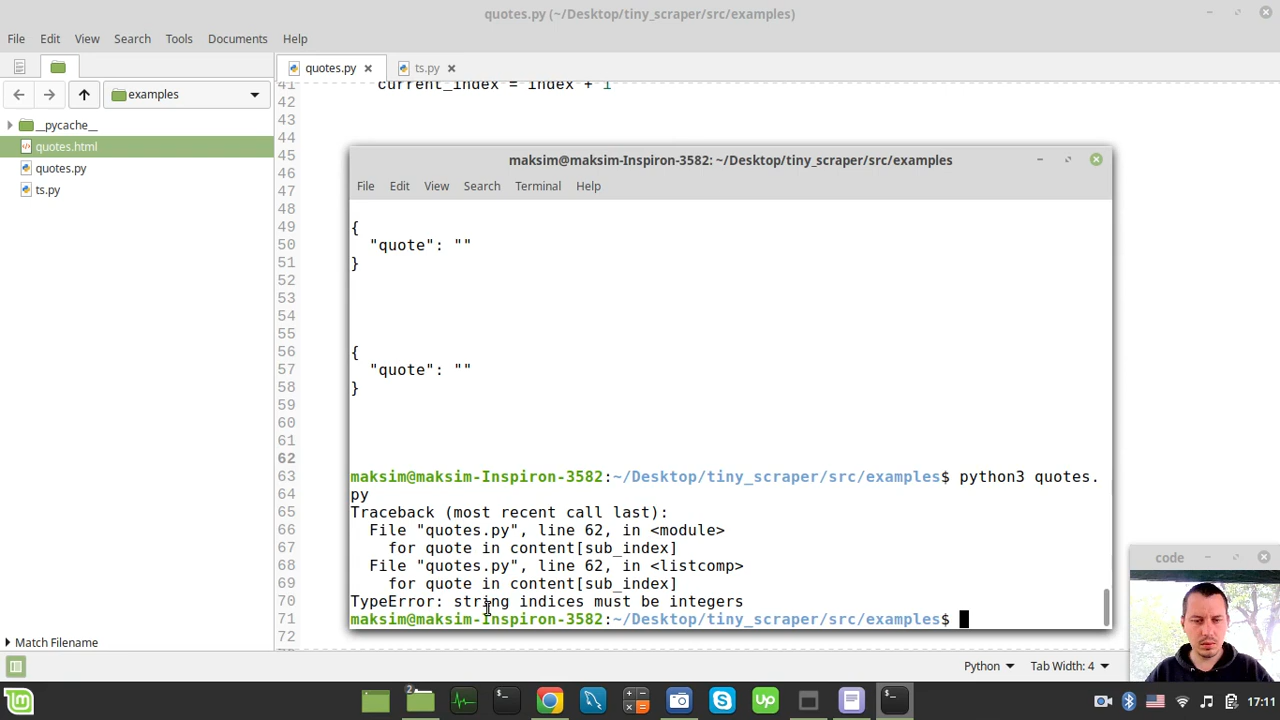 quotes.py (~/Desktop/tiny_scraper/src/examples)
File Edit View Search Tools Documents Help
quotes.py ts.py
examples
__pycache__
quotes.html
quotes.py
ts.py
41 current_index = index + 1
42
43
44
45
46
47
48
49
50
51
52
53
54
55
56
57
58
59
60
61
62
63
64
65
66
67
68
69
70
71
72
maksim@maksim-Inspiron-3582: ~/Desktop/tiny_scraper/src/examples
File Edit View Search Terminal Help
{
"quote": ""
}
{
"quote": ""
}
maksim@maksim-Inspiron-3582:~/Desktop/tiny_scraper/src/examples$ python3 quotes.
py
Traceback (most recent call last):
File "quotes.py", line 62, in <module>
for quote in content[sub_index]
File "quotes.py", line 62, in <listcomp>
for quote in content[sub_index]
TypeError: string indices must be integers
maksim@maksim-Inspiron-3582:~/Desktop/tiny_scraper/src/examples$
code
Match Filename
Python Tab Width: 4
2
17:11